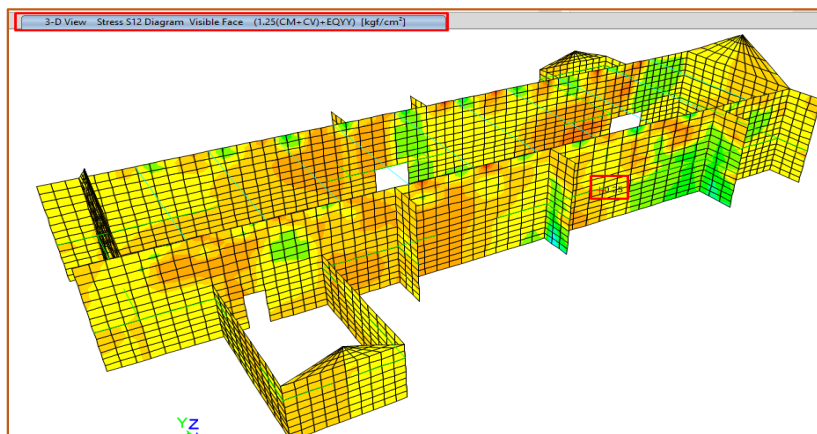 3-D View Stress S12 Diagram Visible Face (1.25(CM+CV)+EQYY) [kgf/cm²]
YZ